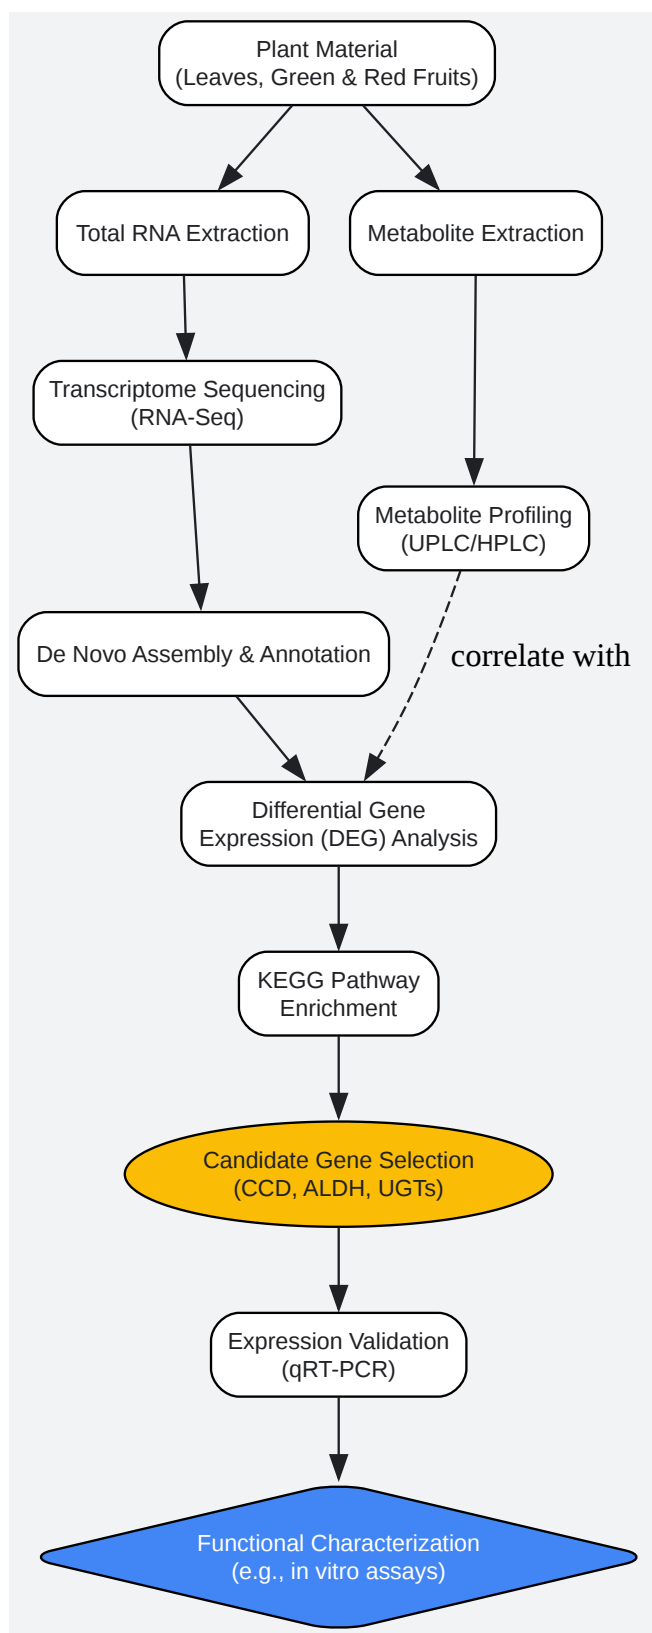 Plant Material
(Leaves, Green & Red Fruits)
Total RNA Extraction
Metabolite Extraction
Transcriptome Sequencing
(RNA-Seq)
Metabolite Profiling
(UPLC/HPLC)
De Novo Assembly & Annotation
correlate with
Differential Gene
Expression (DEG) Analysis
KEGG Pathway
Enrichment
Candidate Gene Selection
(CCD, ALDH, UGTs)
Expression Validation
(qRT-PCR)
Functional Characterization
(e.g., in vitro assays)